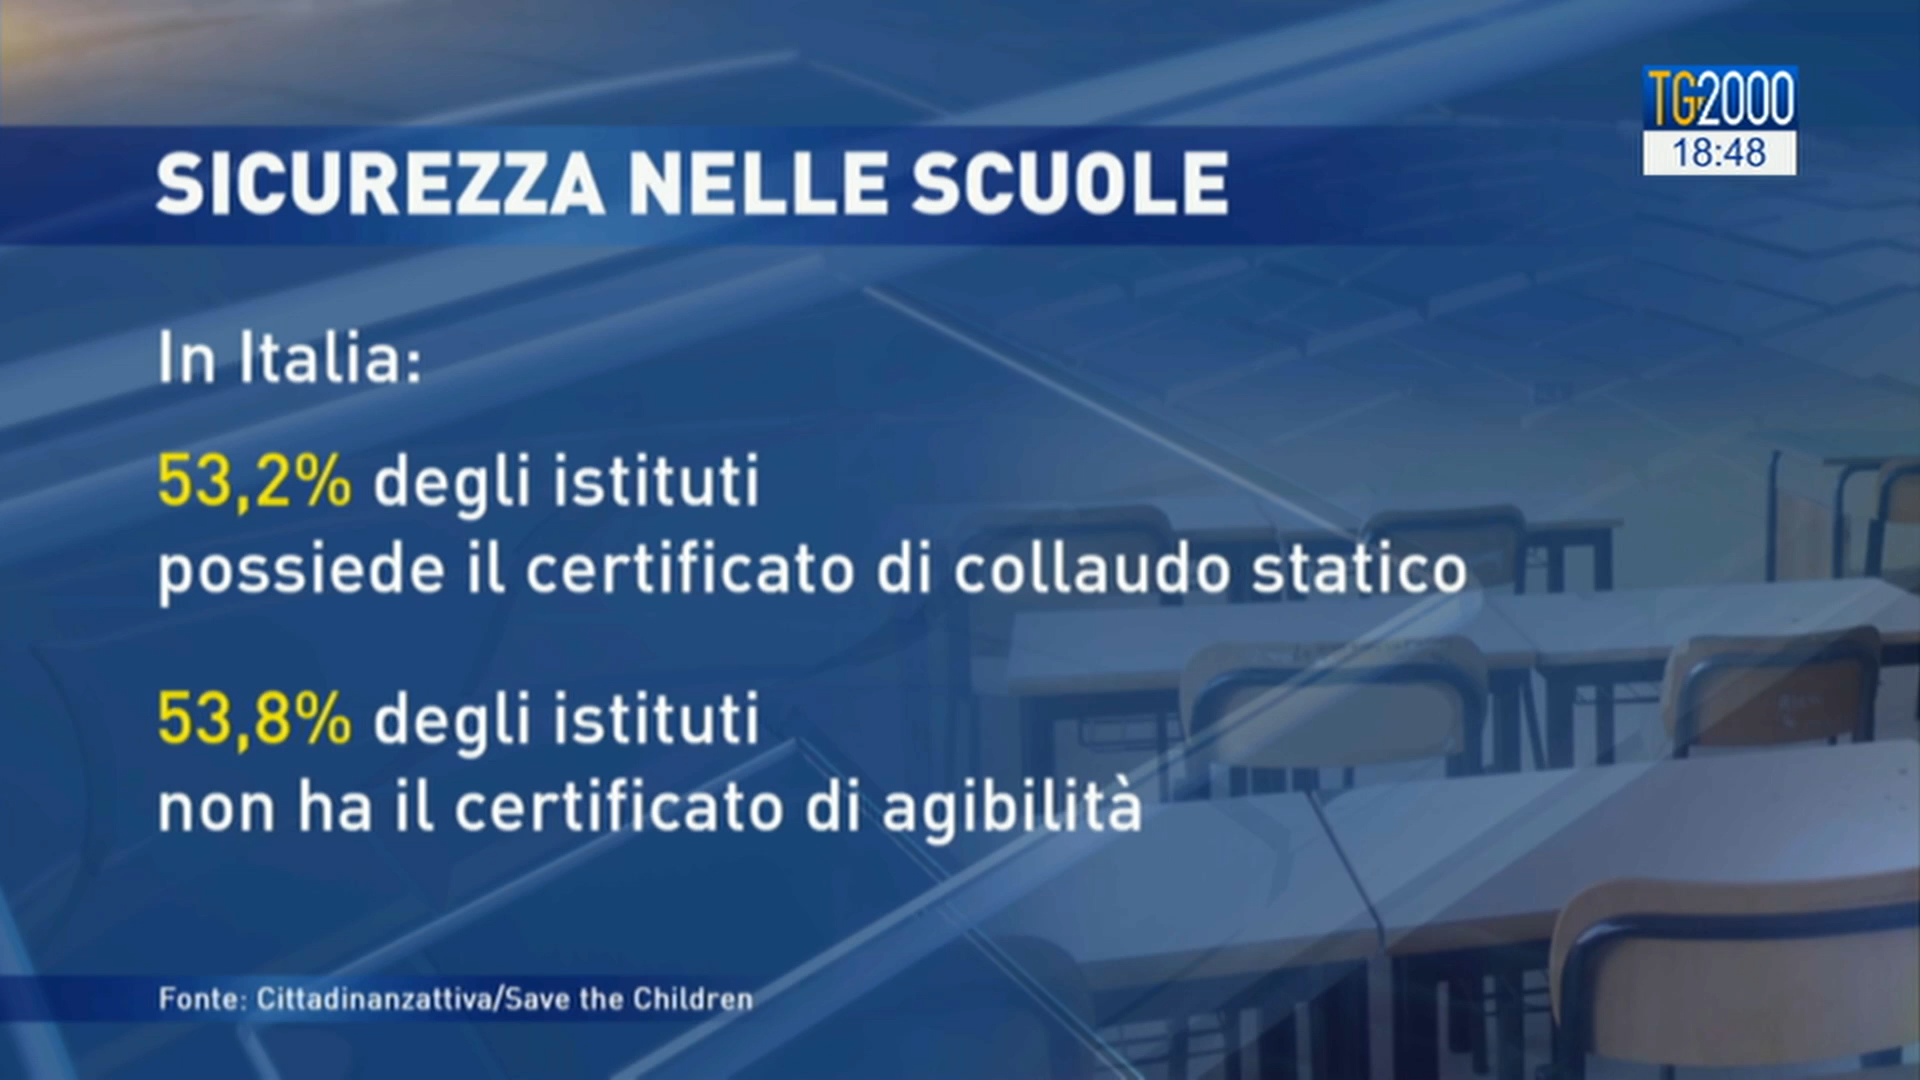 TG2000
18:48
SICUREZZA NELLE SCUOLE
In Italia:
53,2% degli istituti
possiede il certificato di collaudo statico
53,8% degli istituti
non ha il certificato di agibilità
Fonte: Cittadinanzattiva/Save the Children